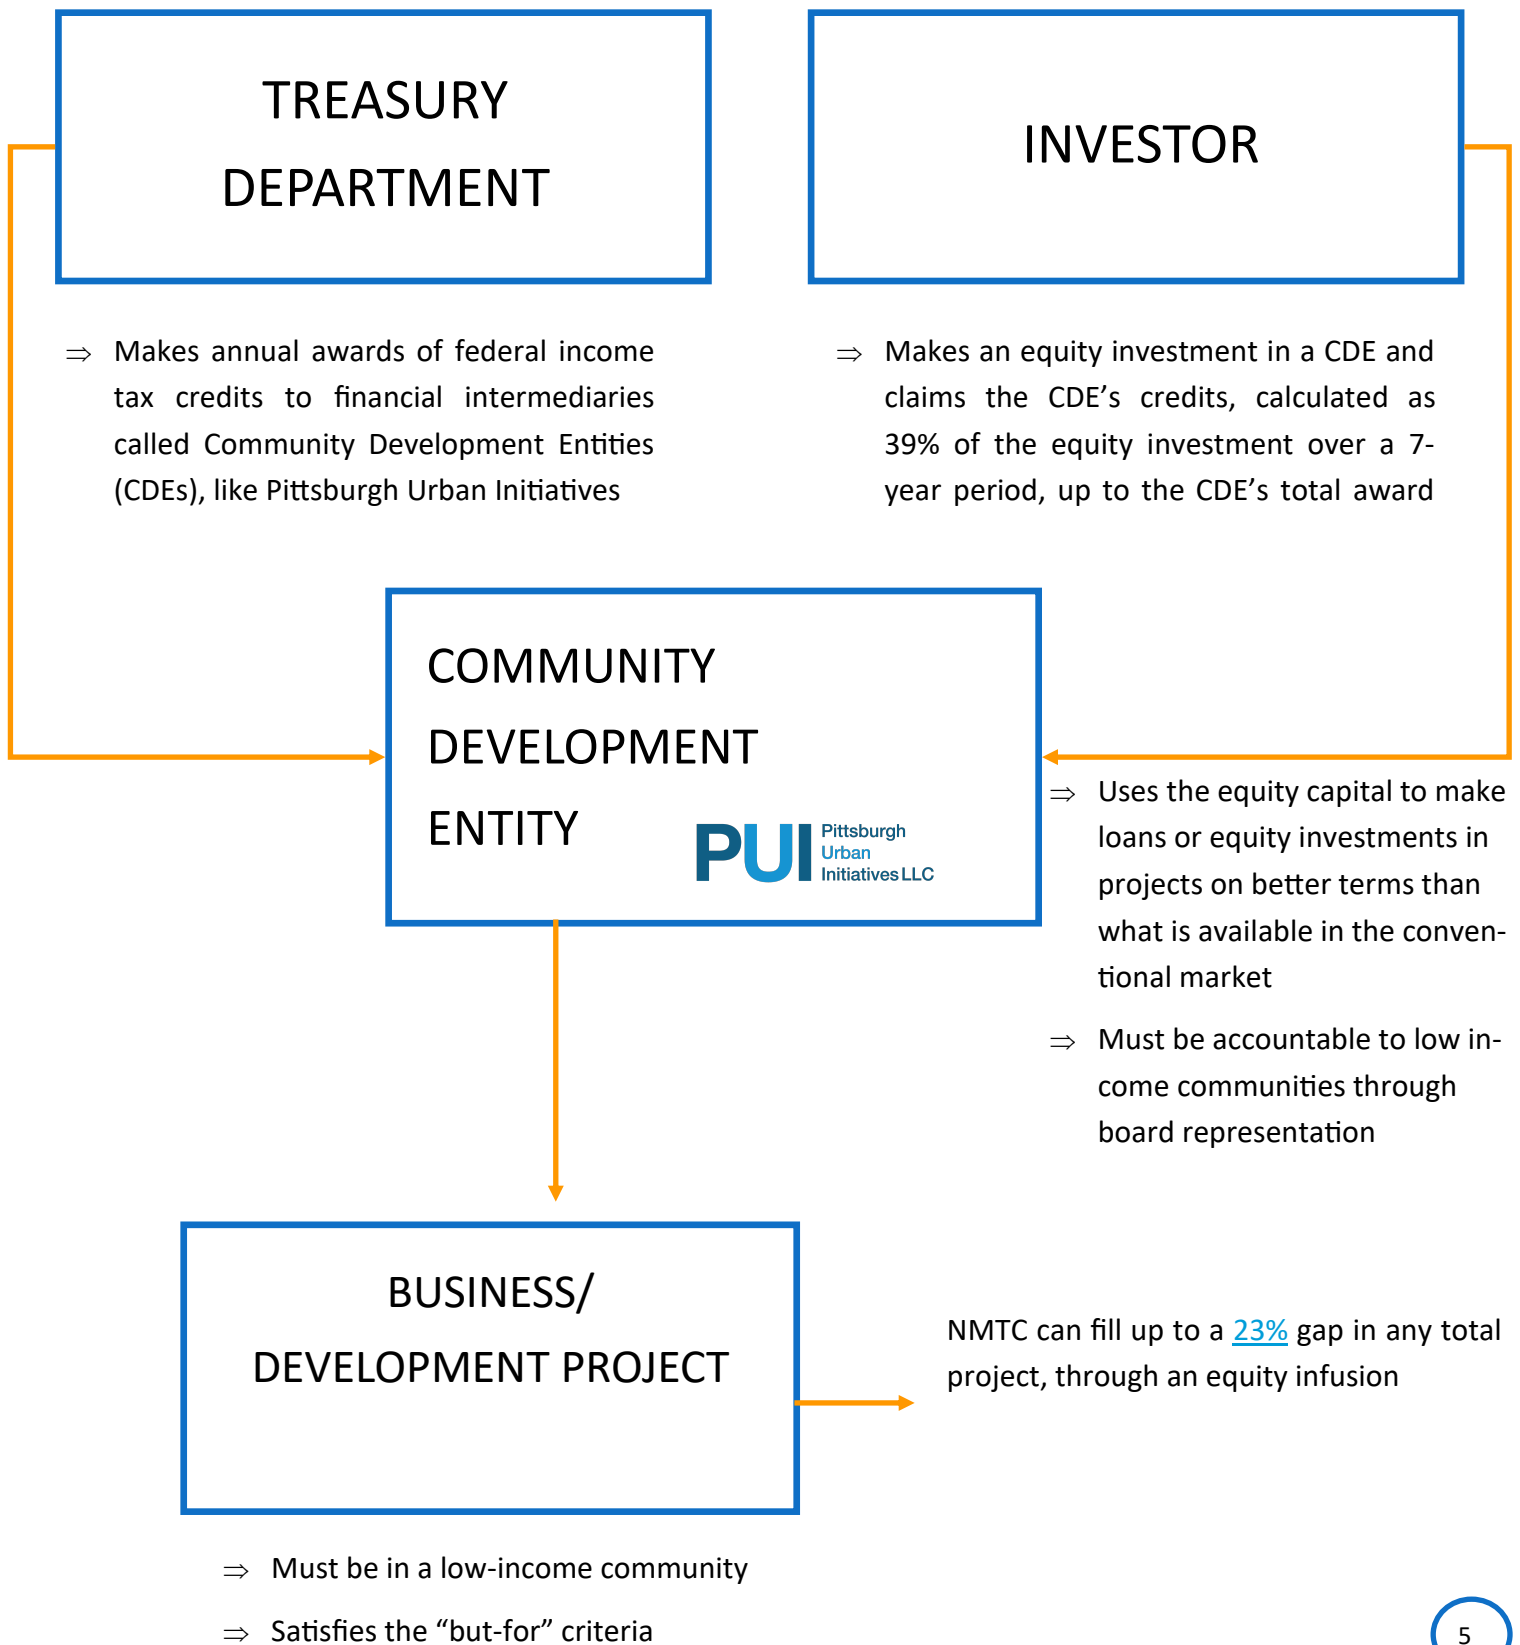 TREASURY
DEPARTMENT
INVESTOR
⇒ Makes annual awards of federal income
tax credits to financial intermediaries
called Community Development Entities
(CDEs), like Pittsburgh Urban Initiatives
⇒ Makes an equity investment in a CDE and
claims the CDE’s credits, calculated as
39% of the equity investment over a 7-
year period, up to the CDE’s total award
COMMUNITY
DEVELOPMENT
ENTITY
PUI
Pittsburgh
Urban
Initiatives LLC
⇒ Uses the equity capital to make
loans or equity investments in
projects on better terms than
what is available in the conven-
tional market
⇒ Must be accountable to low in-
come communities through
board representation
BUSINESS/
DEVELOPMENT PROJECT
NMTC can fill up to a 23% gap in any total
project, through an equity infusion
⇒ Must be in a low-income community
⇒ Satisfies the “but-for” criteria
5